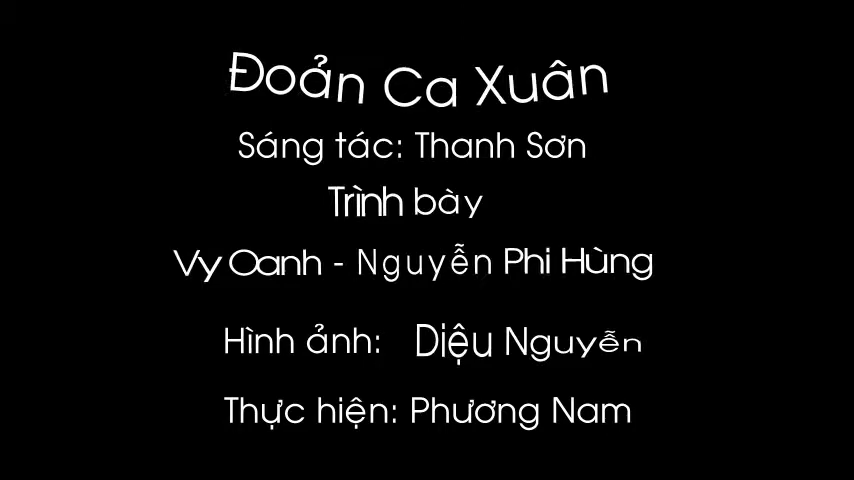 Đoản Ca Xuân
Sáng tác: Thanh Sơn
Trình bày
Vy Oanh - Nguyễn Phi Hùng
Hình ảnh: Diệu Nguyễn
Thực hiện: Phương Nam